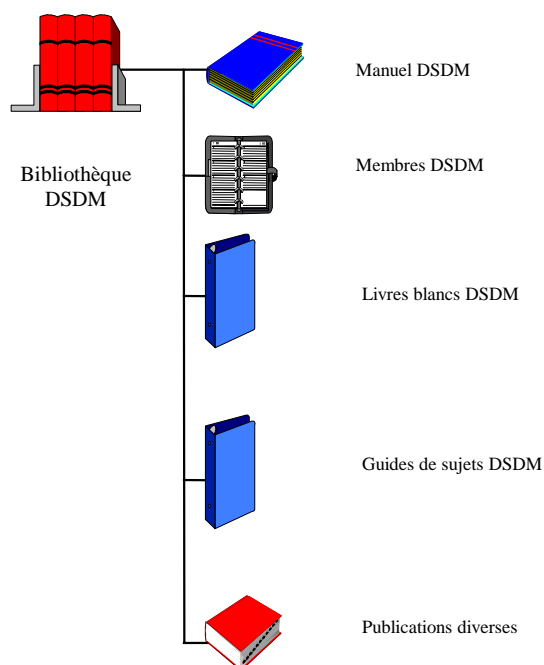 Manuel DSDM
Bibliothèque
DSDM
Membres DSDM
Livres blancs DSDM
Guides de sujets DSDM
Publications diverses